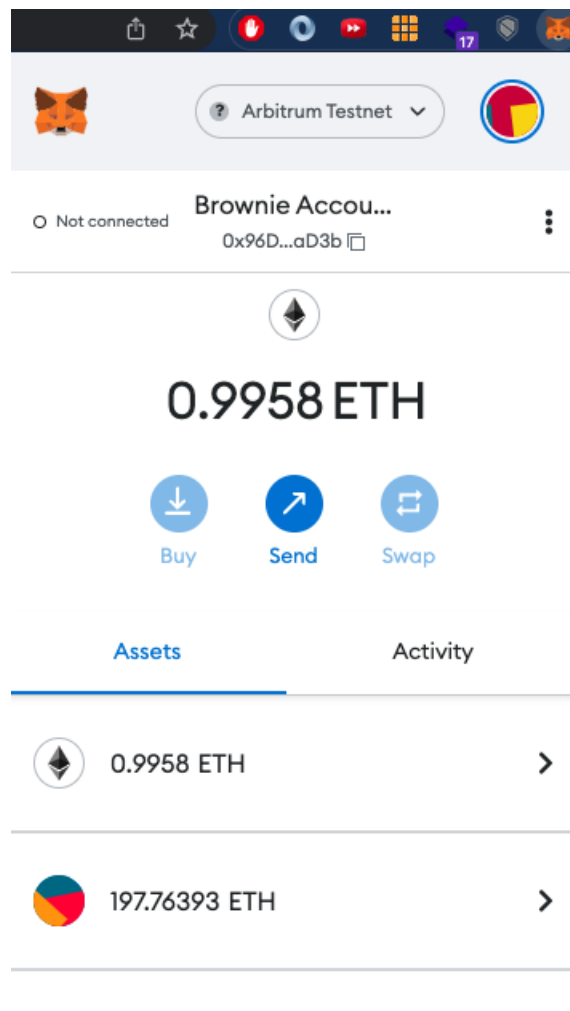 17
? Arbitrum Testnet
Not connected
Brownie Accou...
0x96D...aD3b
0.9958 ETH
Buy
Send
Swap
Assets
Activity
0.9958 ETH
197.76393 ETH